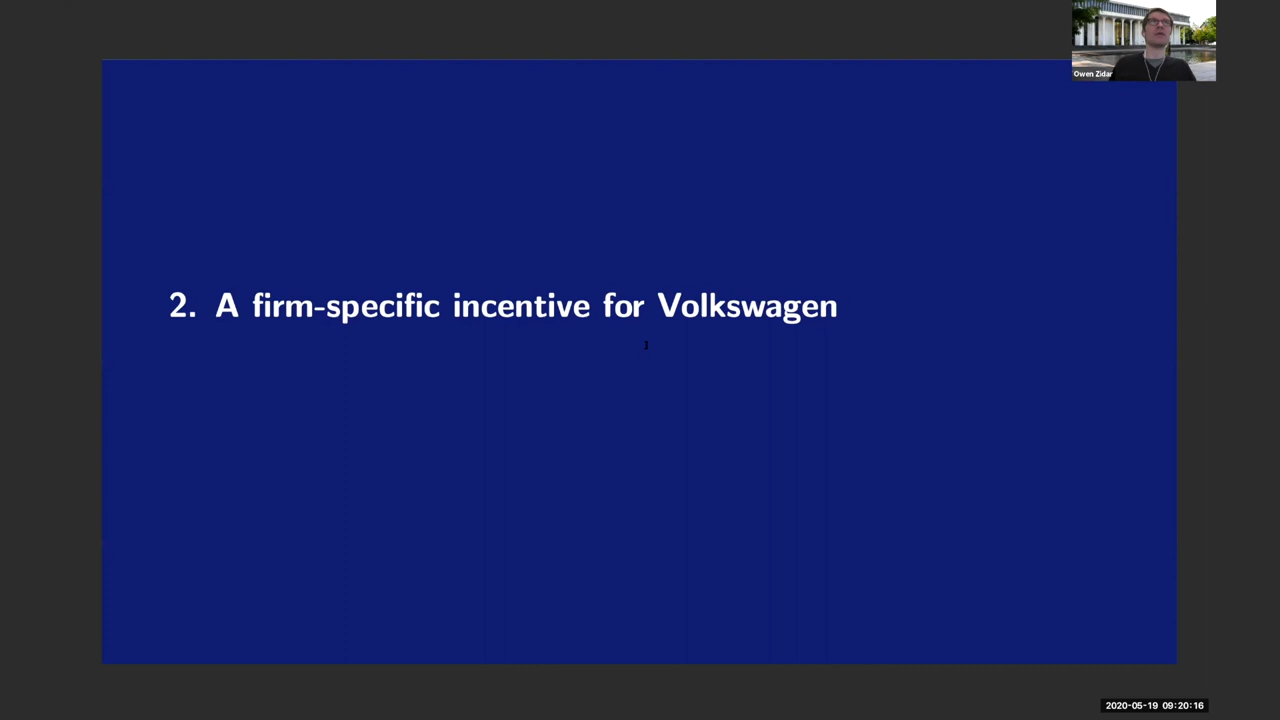 Owen Zidar
2. A firm-specific incentive for Volkswagen
2020-05-19 09:20:16